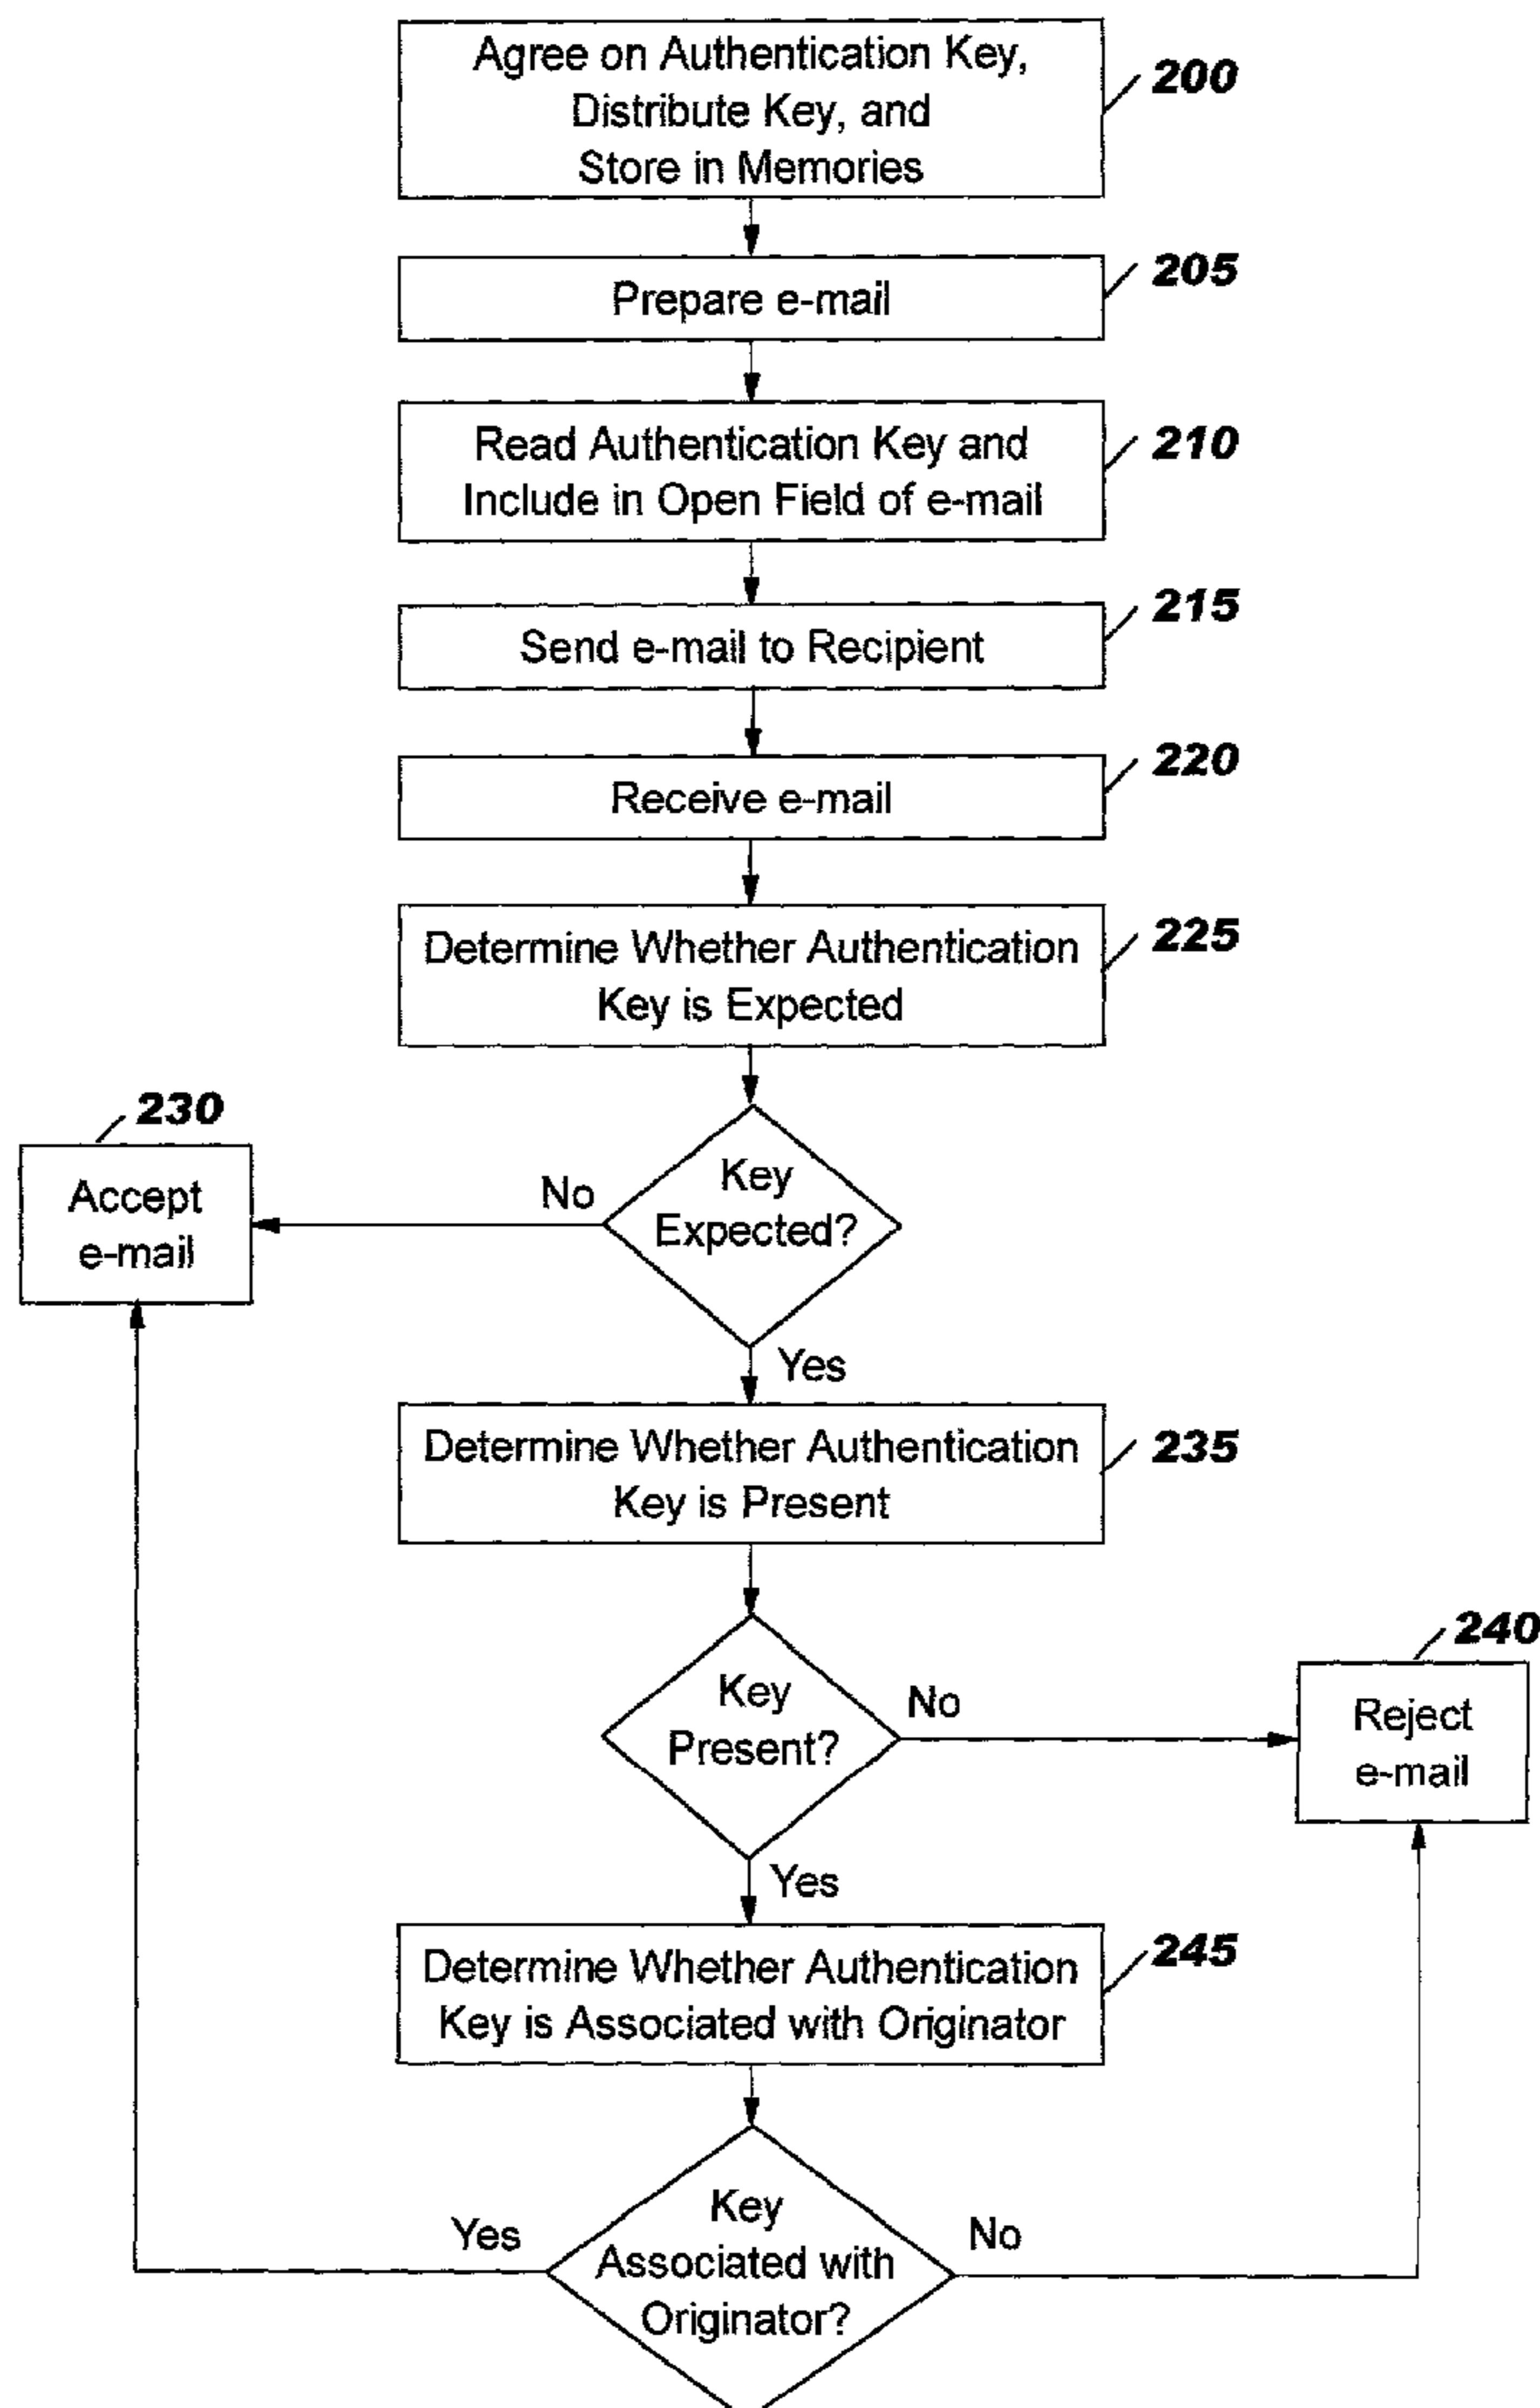 Agree on Authentication Key,
Distribute Key, and
Store in Memories
200
Prepare e-mail
205
Read Authentication Key and
Include in Open Field of e-mail
210
Send e-mail to Recipient
215
Receive e-mail
220
Determine Whether Authentication
Key is Expected
225
230
Accept
e-mail
No
Key
Expected?
Yes
Determine Whether Authentication
Key is Present
235
Key
Present?
No
240
Reject
e-mail
Yes
Determine Whether Authentication
Key is Associated with Originator
245
Yes
Key
Associated with
Originator?
No